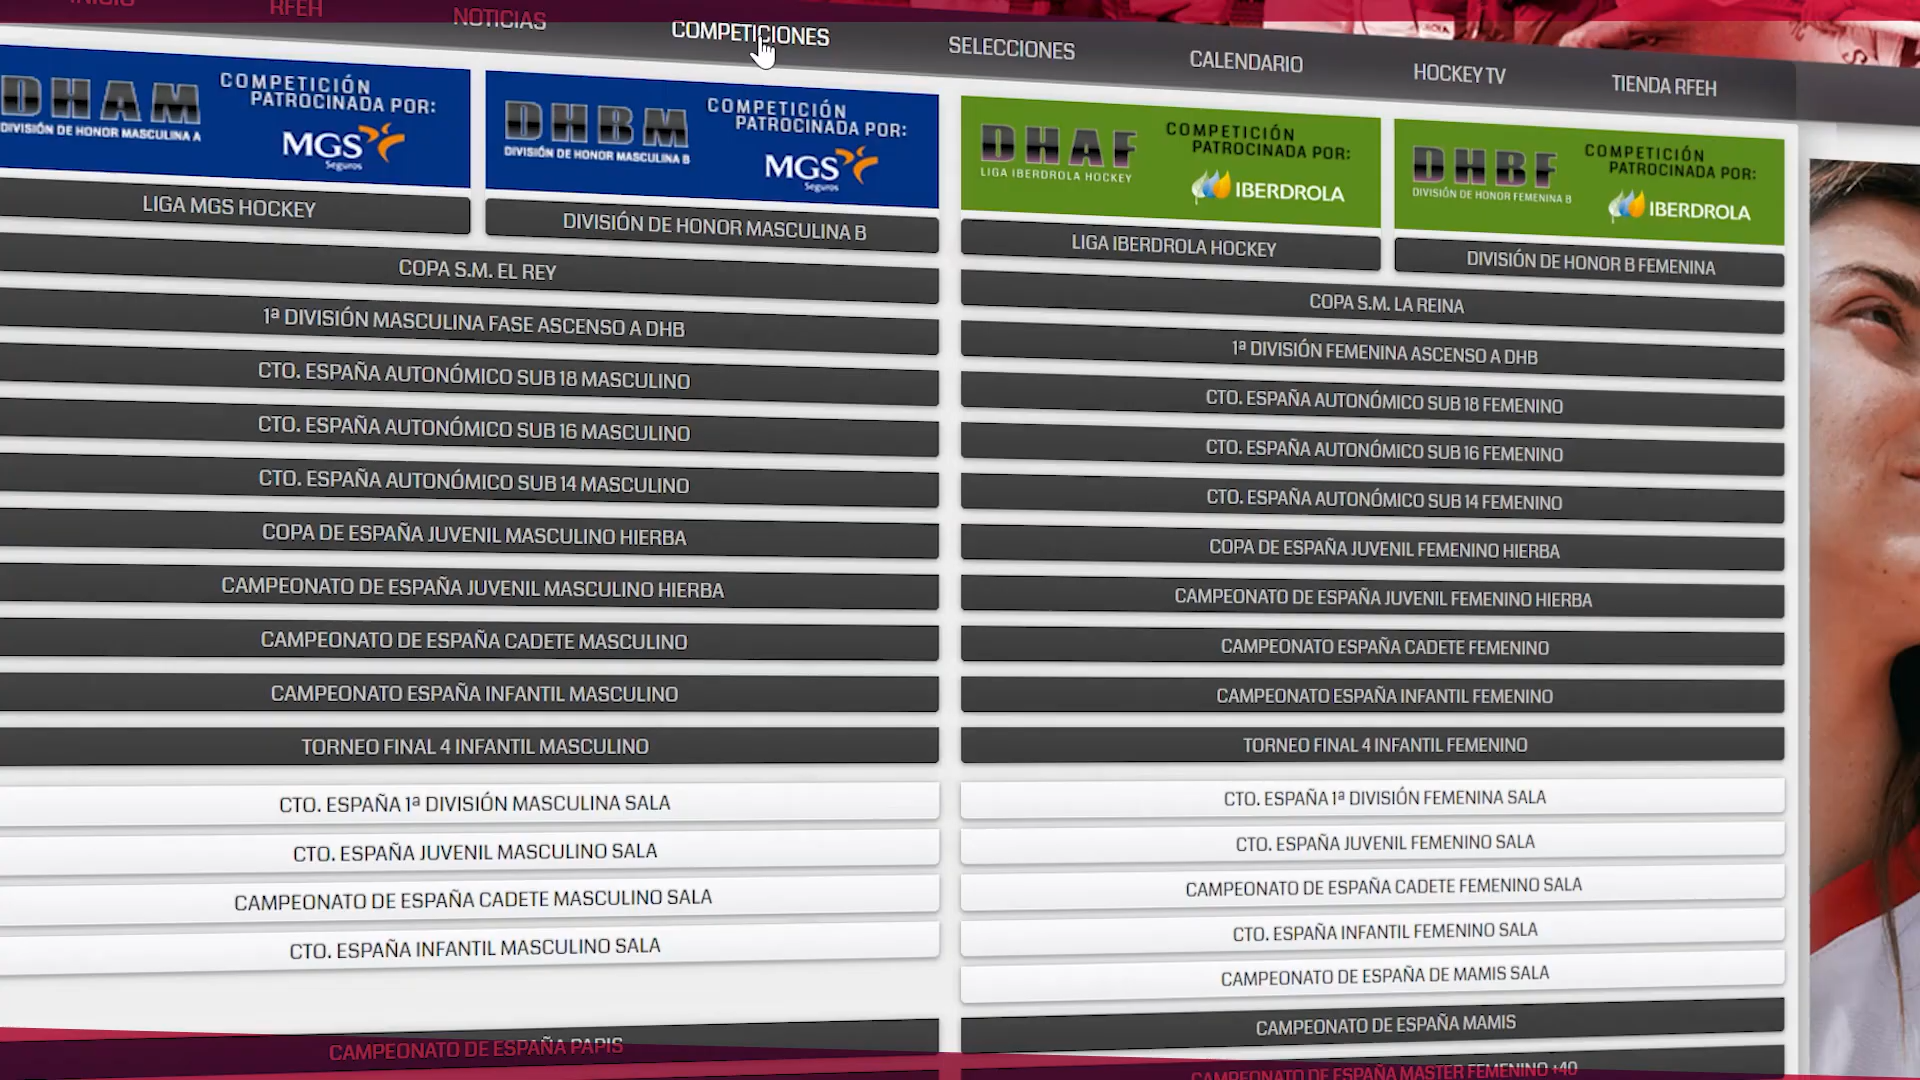 INICIO RFEH NOTICIAS COMPETICIONES SELECCIONES CALENDARIO HOCKEY TV TIENDA RFEH
DHAM
DIVISIÓN DE HONOR MASCULINA A
COMPETICIÓN
PATROCINADA POR:
MGS
Seguros
DHBM
DIVISIÓN DE HONOR MASCULINA B
COMPETICIÓN
PATROCINADA POR:
MGS
Seguros
DHAF
LIGA IBERDROLA HOCKEY
COMPETICIÓN
PATROCINADA POR:
IBERDROLA
DHBF
DIVISIÓN DE HONOR FEMENINA B
COMPETICIÓN
PATROCINADA POR:
IBERDROLA
LIGA MGS HOCKEY
DIVISIÓN DE HONOR MASCULINA B
COPA S.M. EL REY
1ª DIVISIÓN MASCULINA FASE ASCENSO A DHB
CTO. ESPAÑA AUTONÓMICO SUB 18 MASCULINO
CTO. ESPAÑA AUTONÓMICO SUB 16 MASCULINO
CTO. ESPAÑA AUTONÓMICO SUB 14 MASCULINO
COPA DE ESPAÑA JUVENIL MASCULINO HIERBA
CAMPEONATO DE ESPAÑA JUVENIL MASCULINO HIERBA
CAMPEONATO DE ESPAÑA CADETE MASCULINO
CAMPEONATO ESPAÑA INFANTIL MASCULINO
TORNEO FINAL 4 INFANTIL MASCULINO
CTO. ESPAÑA 1ª DIVISIÓN MASCULINA SALA
CTO. ESPAÑA JUVENIL MASCULINO SALA
CAMPEONATO DE ESPAÑA CADETE MASCULINO SALA
CTO. ESPAÑA INFANTIL MASCULINO SALA
CAMPEONATO DE ESPAÑA PAPIS
LIGA IBERDROLA HOCKEY
DIVISIÓN DE HONOR B FEMENINA
COPA S.M. LA REINA
1ª DIVISIÓN FEMENINA ASCENSO A DHB
CTO. ESPAÑA AUTONÓMICO SUB 18 FEMENINO
CTO. ESPAÑA AUTONÓMICO SUB 16 FEMENINO
CTO. ESPAÑA AUTONÓMICO SUB 14 FEMENINO
COPA DE ESPAÑA JUVENIL FEMENINO HIERBA
CAMPEONATO DE ESPAÑA JUVENIL FEMENINO HIERBA
CAMPEONATO ESPAÑA CADETE FEMENINO
CAMPEONATO ESPAÑA INFANTIL FEMENINO
TORNEO FINAL 4 INFANTIL FEMENINO
CTO. ESPAÑA 1ª DIVISIÓN FEMENINA SALA
CTO. ESPAÑA JUVENIL FEMENINO SALA
CAMPEONATO DE ESPAÑA CADETE FEMENINO SALA
CTO. ESPAÑA INFANTIL FEMENINO SALA
CAMPEONATO DE ESPAÑA DE MAMIS SALA
CAMPEONATO DE ESPAÑA MAMIS
CAMPEONATO DE ESPAÑA MASTER FEMENINO +40